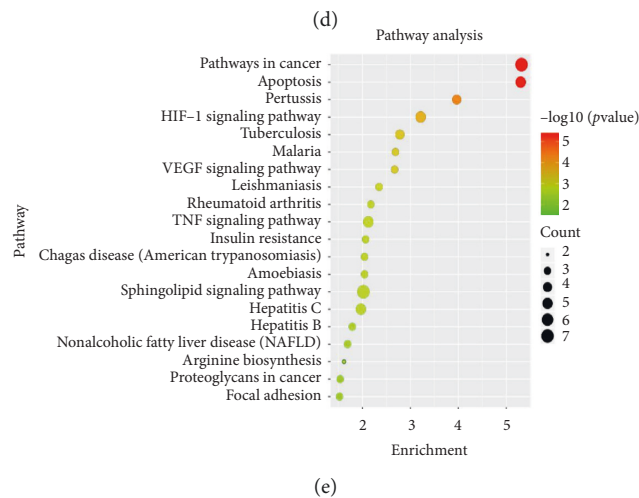 (d)
Pathway analysis
Pathways in cancer
Apoptosis
Pertussis
HIF–1 signaling pathway
Tuberculosis
Malaria
VEGF signaling pathway
Leishmaniasis
Rheumatoid arthritis
TNF signaling pathway
Insulin resistance
Chagas disease (American trypanosomiasis)
Amoebiasis
Sphingolipid signaling pathway
Hepatitis C
Hepatitis B
Nonalcoholic fatty liver disease (NAFLD)
Arginine biosynthesis
Proteoglycans in cancer
Focal adhesion
Pathway
2 3 4 5
Enrichment
–log10 (pvalue)
5
4
3
2
Count
2
3
4
5
6
7
(e)